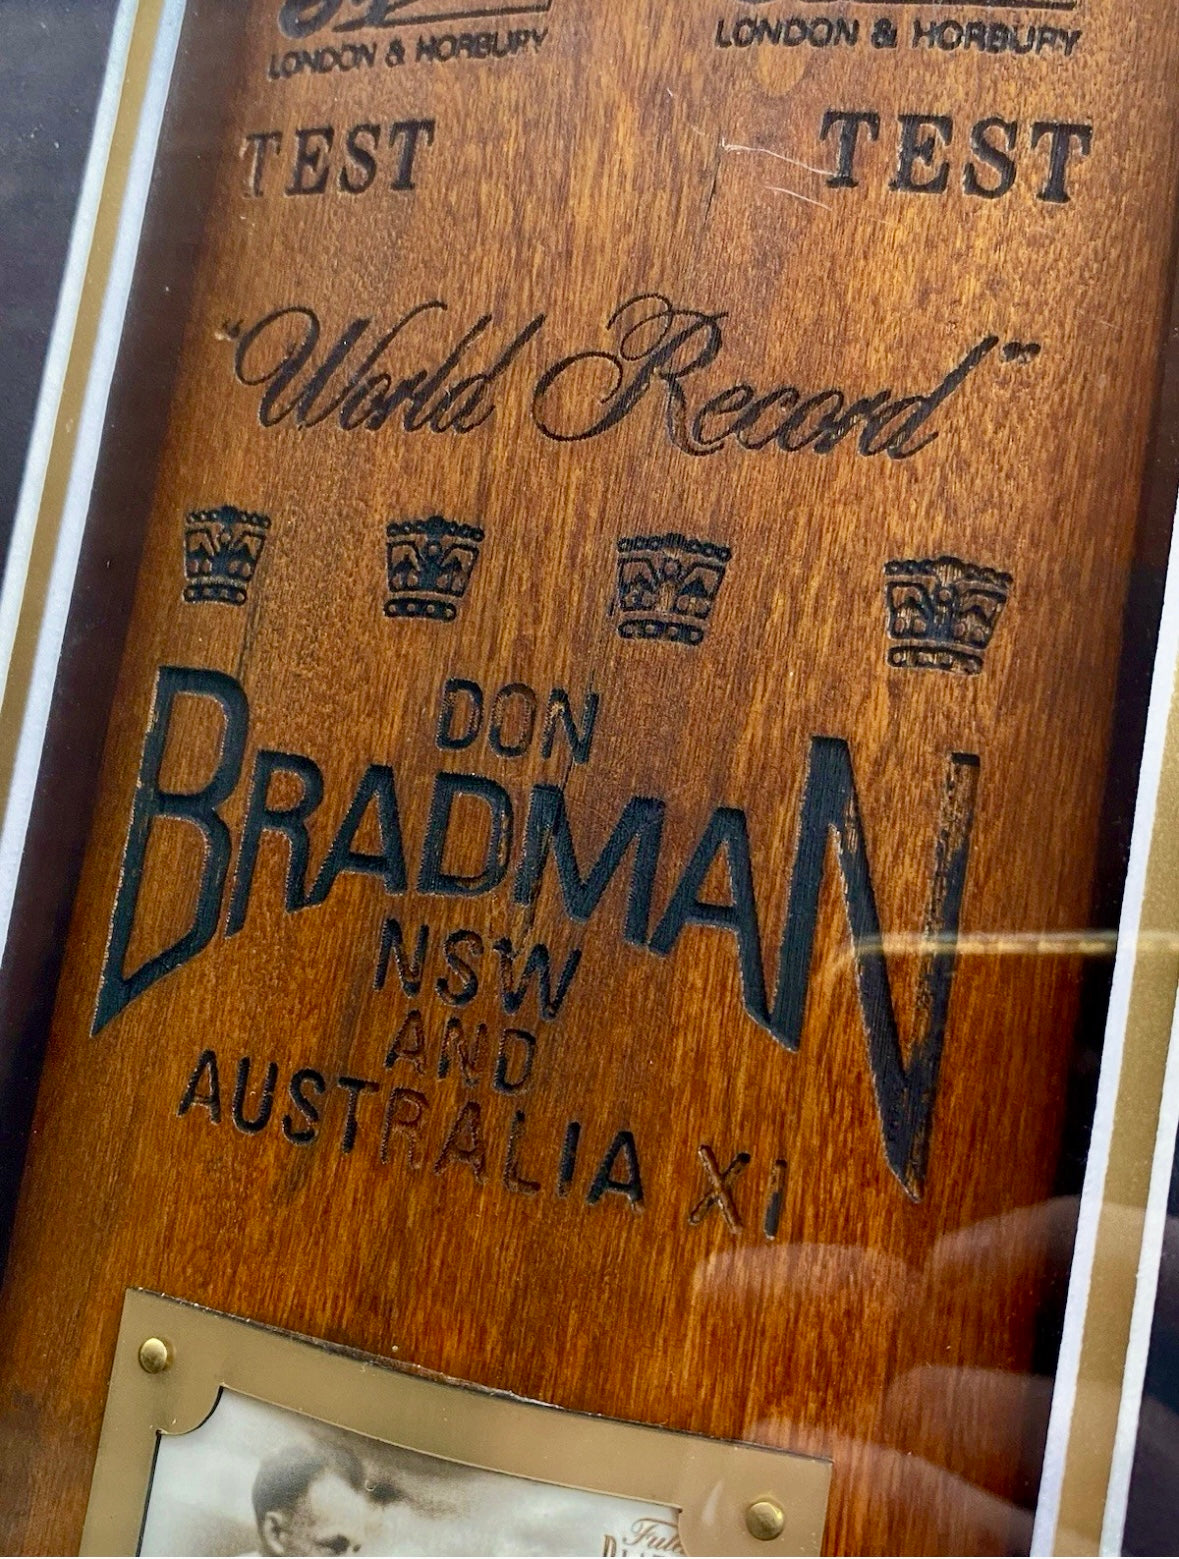 LONDON & HORBURY LONDON & HORBURY
TEST TEST
"World Record"
DON
BRADMAN
NSW
AND
AUSTRALIA XI